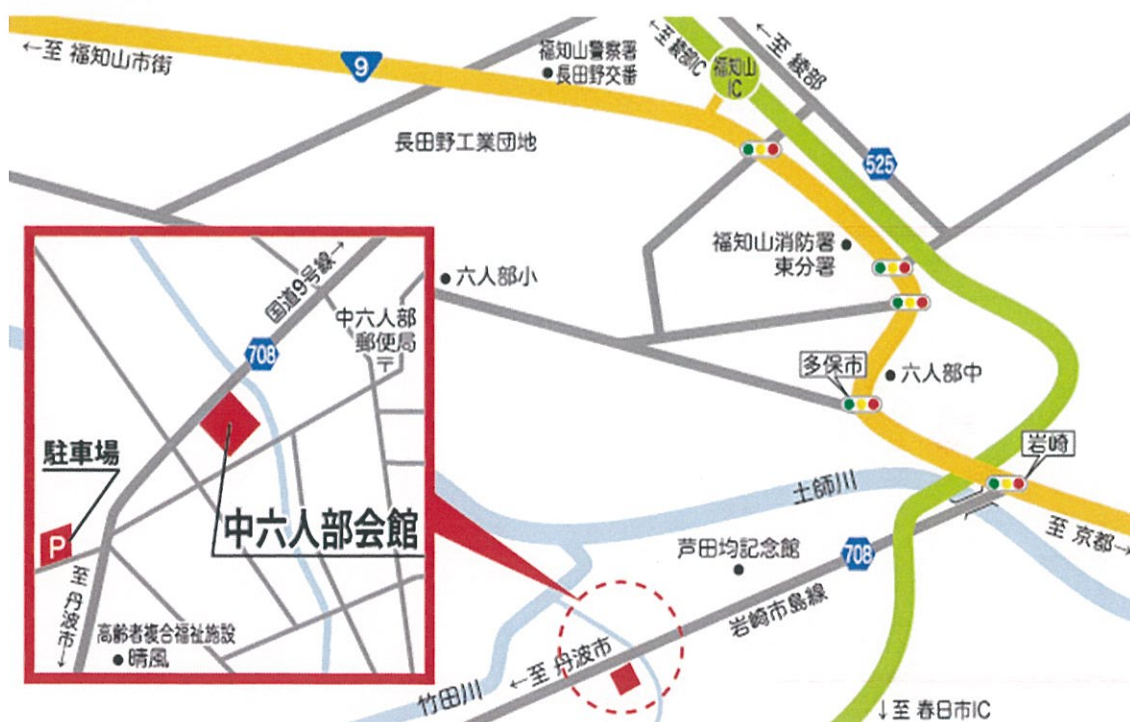 ←至 福知山市街
9
福知山警察署
長田野交番
←至 綾部IC
福知山
IC
←至 綾部
長田野工業団地
525
福知山消防署
東分署
六人部小
多保市
六人部中
岩崎
土師川
至 京都→
芦田均記念館
708
岩崎市島線
←至 丹波市
竹田川
↓至 春日市IC
国道9号線→
中六人部
郵便局
〒
708
駐車場
P
中六人部会館
至 丹波市↓
高齢者複合福祉施設
晴風